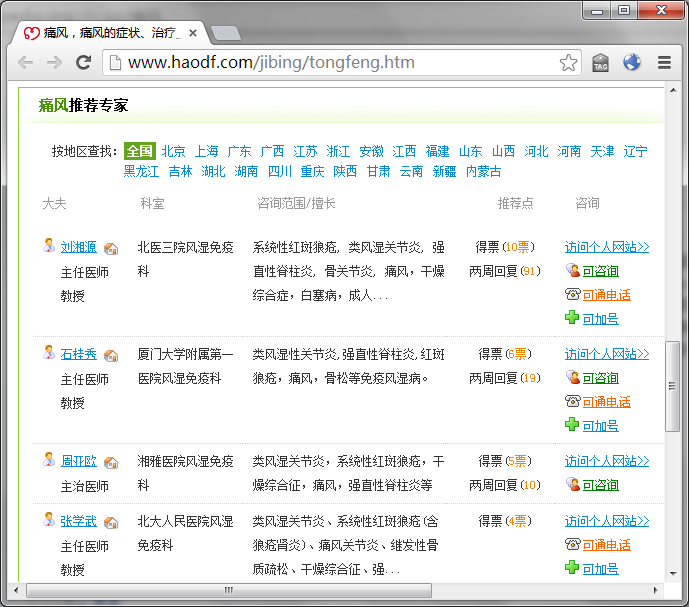 痛风，痛风的症状、治疗_
www.haodf.com/jibing/tongfeng.htm
TAG
痛风推荐专家
按地区查找： 全国 北京 上海 广东 广西 江苏 浙江 安徽 江西 福建 山东 山西 河北 河南 天津 辽宁
黑龙江 吉林 湖北 湖南 四川 重庆 陕西 甘肃 云南 新疆 内蒙古
大夫 科室 咨询范围/擅长 推荐点 咨询
刘湘源 北医三院风湿免疫 系统性红斑狼疮, 类风湿关节炎, 强 得票(10票) 访问个人网站>>
主任医师 科 直性脊柱炎, 骨关节炎, 痛风，干燥 两周回复(91) 可咨询
教授 综合症，白塞病，成人... 可通电话
可加号
石桂秀 厦门大学附属第一 类风湿性关节炎,强直性脊柱炎,红斑 得票(6票) 访问个人网站>>
主任医师 医院风湿免疫科 狼疮，痛风，骨松等免疫风湿病。 两周回复(19) 可咨询
教授 可通电话
可加号
周亚欧 湘雅医院风湿免疫 类风湿关节炎，系统性红斑狼疮，干 得票(5票) 访问个人网站>>
主治医师 科 燥综合征，痛风，强直性脊柱炎等 两周回复(10) 可咨询
张学武 北大人民医院风湿 类风湿关节炎、系统性红斑狼疮(含 得票(4票) 访问个人网站>>
主任医师 免疫科 狼疮肾炎)、痛风关节炎、继发性骨 可通电话
教授 质疏松、干燥综合征、强... 可加号